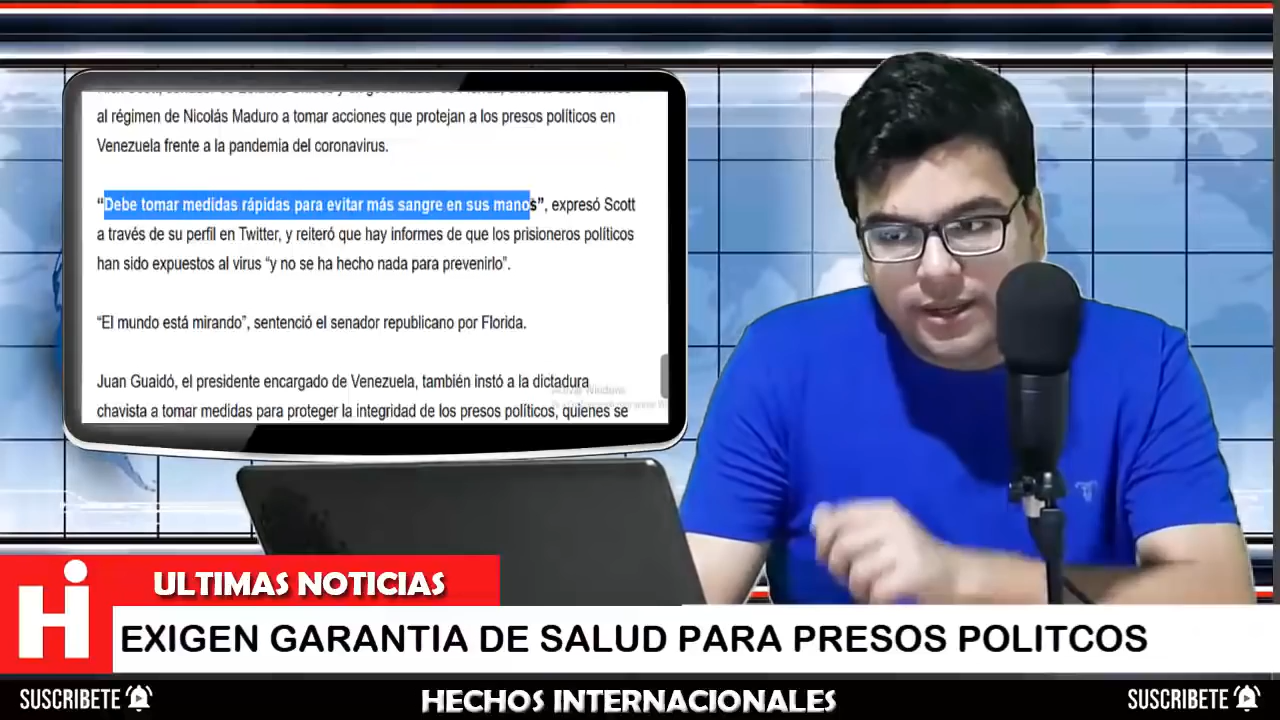 al régimen de Nicolás Maduro a tomar acciones que protejan a los presos políticos en
Venezuela frente a la pandemia del coronavirus.
“Debe tomar medidas rápidas para evitar más sangre en sus manos”, expresó Scott
a través de su perfil en Twitter, y reiteró que hay informes de que los prisioneros políticos
han sido expuestos al virus “y no se ha hecho nada para prevenirlo”.
“El mundo está mirando”, sentenció el senador republicano por Florida.
Juan Guaidó, el presidente encargado de Venezuela, también instó a la dictadura
chavista a tomar medidas para proteger la integridad de los presos políticos, quienes se
Hi
ULTIMAS NOTICIAS
EXIGEN GARANTIA DE SALUD PARA PRESOS POLITCOS
SUSCRIBETE
HECHOS INTERNACIONALES
SUSCRIBETE